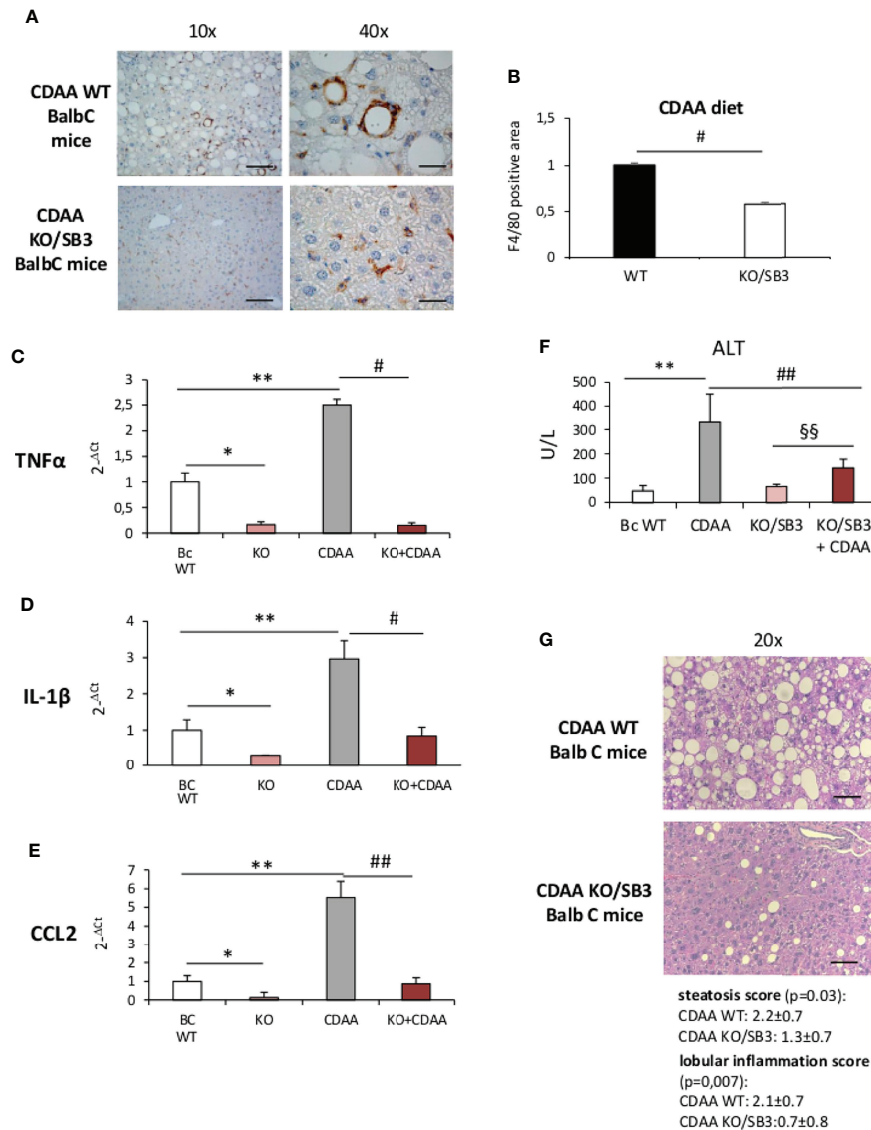 A
10x
40x
CDAA WT
BalbC
mice
CDAA
KO/SB3
BalbC mice
B
CDAA diet
F4/80 positive area
1,5
1
0,5
0
#
WT
KO/SB3
C
TNFα
2-ΔCt
3
2,5
2
1,5
1
0,5
0
**
#
*
Bc
WT
KO
CDAA
KO+CDAA
F
ALT
U/L
500
400
300
200
100
0
**
##
§§
Bc WT
CDAA
KO/SB3
KO/SB3
+ CDAA
D
IL-1β
2-ΔCt
4
3
2
1
0
**
#
*
BC
WT
KO
CDAA
KO+CDAA
E
CCL2
2-ΔCt
7
6
5
4
3
2
1
0
**
##
*
BC
WT
KO
CDAA
KO+CDAA
G
20x
CDAA WT
Balb C mice
CDAA KO/SB3
Balb C mice
steatosis score (p=0.03):
CDAA WT: 2.2±0.7
CDAA KO/SB3: 1.3±0.7
lobular inflammation score
(p=0,007):
CDAA WT: 2.1±0.7
CDAA KO/SB3:0.7±0.8